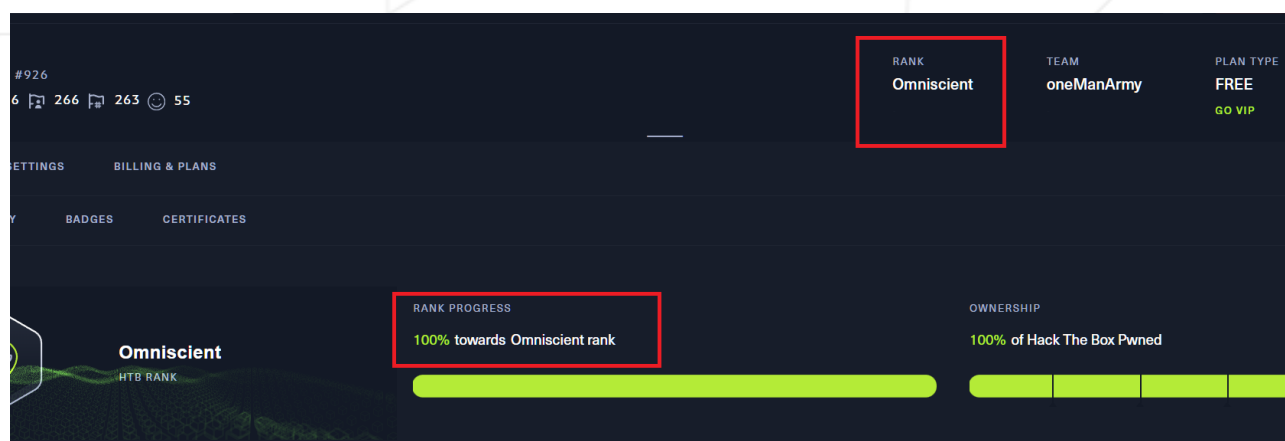 RANK
TEAM
PLAN TYPE
Omniscient
oneManArmy
FREE
GO VIP
#926
6 266 263 55
SETTINGS BILLING & PLANS
Y BADGES CERTIFICATES
Omniscient
HTB RANK
RANK PROGRESS
100% towards Omniscient rank
OWNERSHIP
100% of Hack The Box Pwned